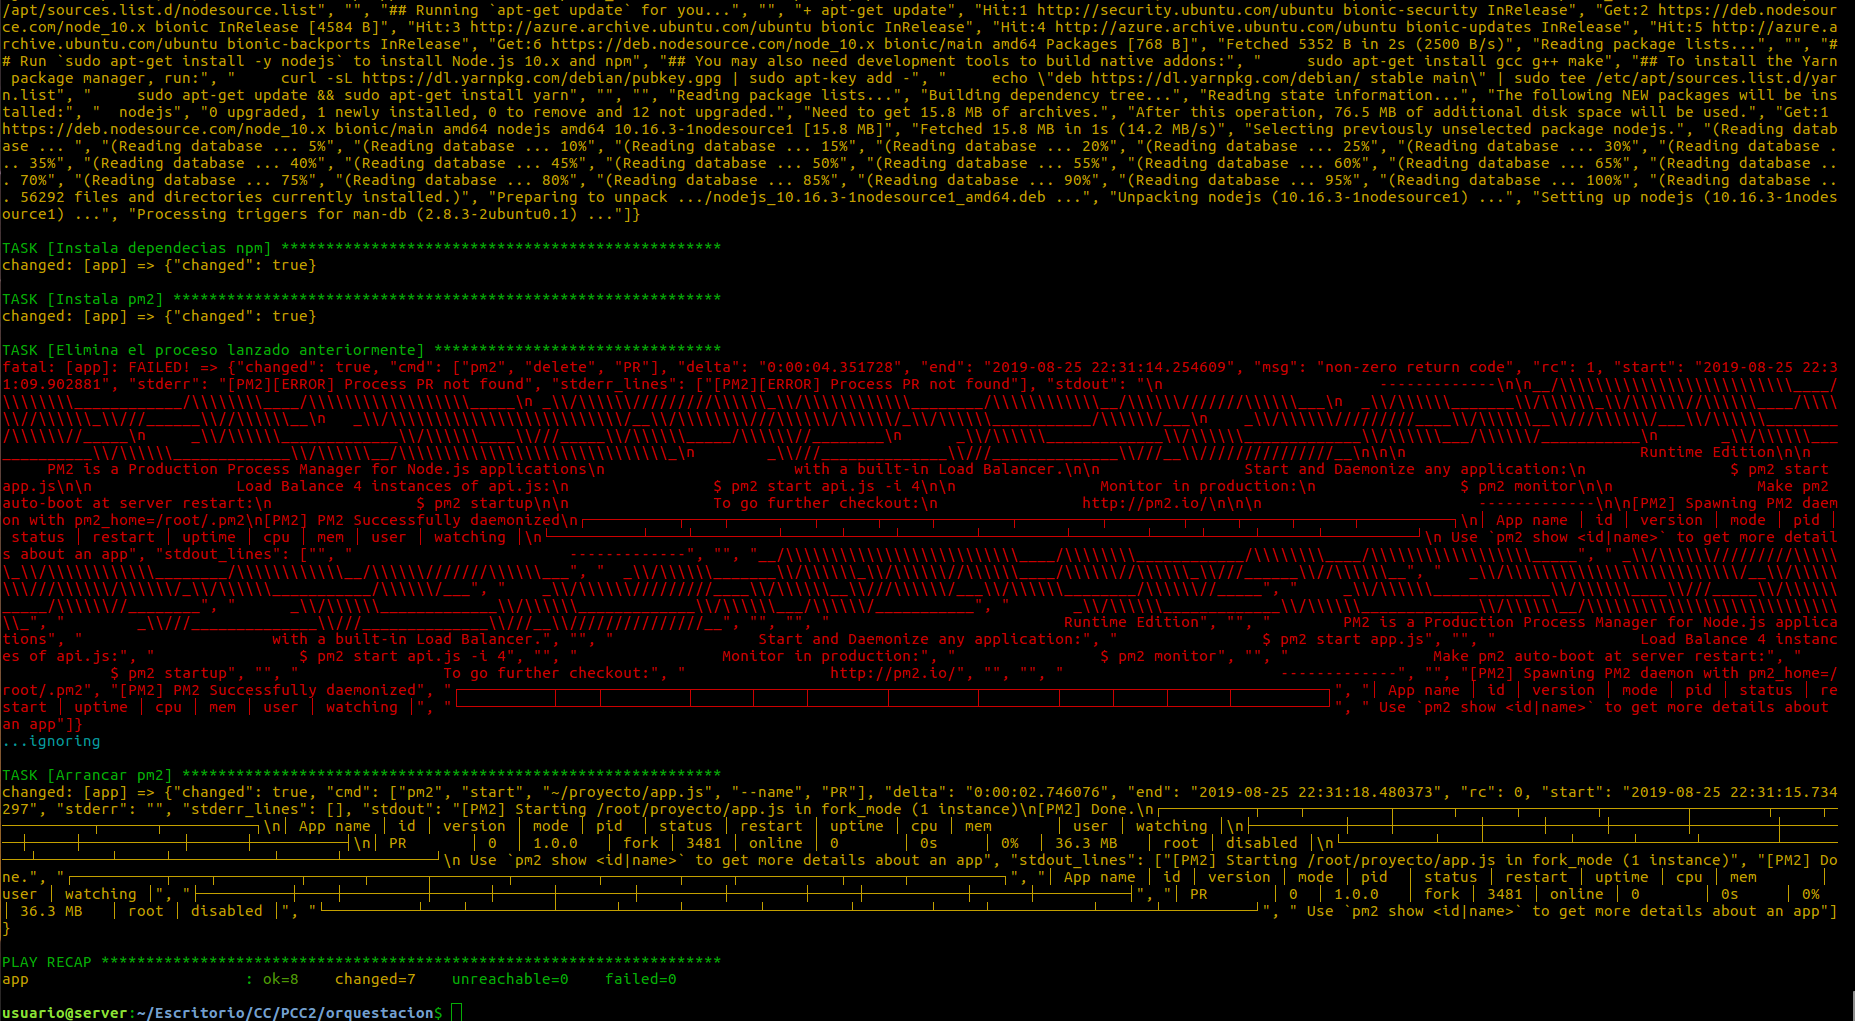 /apt/sources.list.d/nodesource.list", "", "## Running `apt-get update` for you...", "", "+ apt-get update", "Hit:1 http://security.ubuntu.com/ubuntu bionic-security InRelease", "Get:2 https://deb.nodesour
ce.com/node_10.x bionic InRelease [4584 B]", "Hit:3 http://azure.archive.ubuntu.com/ubuntu bionic InRelease", "Hit:4 http://azure.archive.ubuntu.com/ubuntu bionic-updates InRelease", "Hit:5 http://azure.a
rchive.ubuntu.com/ubuntu bionic-backports InRelease", "Get:6 https://deb.nodesource.com/node_10.x bionic/main amd64 Packages [768 B]", "Fetched 5352 B in 2s (2500 B/s)", "Reading package lists...", "", "#
# Run `sudo apt-get install -y nodejs` to install Node.js 10.x and npm", "## You may also need development tools to build native addons:", "     sudo apt-get install gcc g++ make", "## To install the Yarn
 package manager, run:", "     curl -sL https://dl.yarnpkg.com/debian/pubkey.gpg | sudo apt-key add -", "     echo \"deb https://dl.yarnpkg.com/debian/ stable main\" | sudo tee /etc/apt/sources.list.d/yar
n.list", "     sudo apt-get update && sudo apt-get install yarn", "", "", "Reading package lists...", "Building dependency tree...", "Reading state information...", "The following NEW packages will be ins
talled:", "  nodejs", "0 upgraded, 1 newly installed, 0 to remove and 12 not upgraded.", "Need to get 15.8 MB of archives.", "After this operation, 76.5 MB of additional disk space will be used.", "Get:1 
https://deb.nodesource.com/node_10.x bionic/main amd64 nodejs amd64 10.16.3-1nodesource1 [15.8 MB]", "Fetched 15.8 MB in 1s (14.2 MB/s)", "Selecting previously unselected package nodejs.", "(Reading datab
ase ... ", "(Reading database ... 5%", "(Reading database ... 10%", "(Reading database ... 15%", "(Reading database ... 20%", "(Reading database ... 25%", "(Reading database ... 30%", "(Reading database .
.. 35%", "(Reading database ... 40%", "(Reading database ... 45%", "(Reading database ... 50%", "(Reading database ... 55%", "(Reading database ... 60%", "(Reading database ... 65%", "(Reading database ..
. 70%", "(Reading database ... 75%", "(Reading database ... 80%", "(Reading database ... 85%", "(Reading database ... 90%", "(Reading database ... 95%", "(Reading database ... 100%", "(Reading database ..
. 56292 files and directories currently installed.)", "Preparing to unpack .../nodejs_10.16.3-1nodesource1_amd64.deb ...", "Unpacking nodejs (10.16.3-1nodesource1) ...", "Setting up nodejs (10.16.3-1nodes
ource1) ...", "Processing triggers for man-db (2.8.3-2ubuntu0.1) ..."]}
TASK [Instala dependecias npm] *************************************************
changed: [app] => {"changed": true}
TASK [Instala pm2] *************************************************************
changed: [app] => {"changed": true}
TASK [Elimina el proceso lanzado anteriormente] ********************************
fatal: [app]: FAILED! => {"changed": true, "cmd": ["pm2", "delete", "PR"], "delta": "0:00:04.351728", "end": "2019-08-25 22:31:14.254609", "msg": "non-zero return code", "rc": 1, "start": "2019-08-25 22:3
1:09.902881", "stderr": "[PM2][ERROR] Process PR not found", "stderr_lines": ["[PM2][ERROR] Process PR not found"], "stdout": "\n                        -------------\n\n
Runtime Edition\n\n
PM2 is a Production Process Manager for Node.js applications\n                     with a built-in Load Balancer.\n\n                Start and Daemonize any application:\n                $ pm2 start 
app.js\n\n                Load Balance 4 instances of api.js:\n                $ pm2 start api.js -i 4\n\n                Monitor in production:\n                $ pm2 monitor\n\n                Make pm2 
auto-boot at server restart:\n                $ pm2 startup\n\n                To go further checkout:\n                http://pm2.io/\n\n\n                        -------------\n\n[PM2] Spawning PM2 daem
on with pm2_home=/root/.pm2\n[PM2] PM2 Successfully daemonized\n \n│ App name │ id │ version │ mode │ pid │
 status │ restart │ uptime │ cpu │ mem │ user │ watching │\n \n Use `pm2 show <id|name>` to get more detail
s about an app", "stdout_lines": ["", "                        -------------", "",
Runtime Edition", "", "                PM2 is a Production Process Manager for Node.js applica
tions", "                     with a built-in Load Balancer.", "", "                Start and Daemonize any application:", "                $ pm2 start app.js", "", "                Load Balance 4 instanc
es of api.js:", "                $ pm2 start api.js -i 4", "", "                Monitor in production:", "                $ pm2 monitor", "", "                Make pm2 auto-boot at server restart:", "
$ pm2 startup", "", "                To go further checkout:", "                http://pm2.io/", "", "", "                        -------------", "", "[PM2] Spawning PM2 daemon with pm2_home=/
root/.pm2", "[PM2] PM2 Successfully daemonized", " ", "│ App name │ id │ version │ mode │ pid │ status │ re
start │ uptime │ cpu │ mem │ user │ watching │", " ", " Use `pm2 show <id|name>` to get more details about 
an app"]}
...ignoring
TASK [Arrancar pm2] ************************************************************
changed: [app] => {"changed": true, "cmd": ["pm2", "start", "~/proyecto/app.js", "--name", "PR"], "delta": "0:00:02.746076", "end": "2019-08-25 22:31:18.480373", "rc": 0, "start": "2019-08-25 22:31:15.734
297", "stderr": "", "stderr_lines": [], "stdout": "[PM2] Starting /root/proyecto/app.js in fork_mode (1 instance)\n[PM2] Done.\n
\n│ App name │ id │ version │ mode │ pid  │ status │ restart │ uptime │ cpu │ mem       │ user │ watching │\n
\n│ PR       │ 0  │ 1.0.0   │ fork │ 3481 │ online │ 0       │ 0s     │ 0%  │ 36.3 MB   │ root │ disabled │\n
\n Use `pm2 show <id|name>` to get more details about an app", "stdout_lines": ["[PM2] Starting /root/proyecto/app.js in fork_mode (1 instance)", "[PM2] Do
ne.", " ", "│ App name │ id │ version │ mode │ pid  │ status │ restart │ uptime │ cpu │ mem       │
user │ watching │", " ", "│ PR       │ 0  │ 1.0.0   │ fork │ 3481 │ online │ 0       │ 0s     │ 0%
│ 36.3 MB   │ root │ disabled │", " ", " Use `pm2 show <id|name>` to get more details about an app"]
}
PLAY RECAP *********************************************************************
app                        : ok=8    changed=7    unreachable=0    failed=0
usuario@server:~/Escritorio/CC/PCC2/orquestacion$